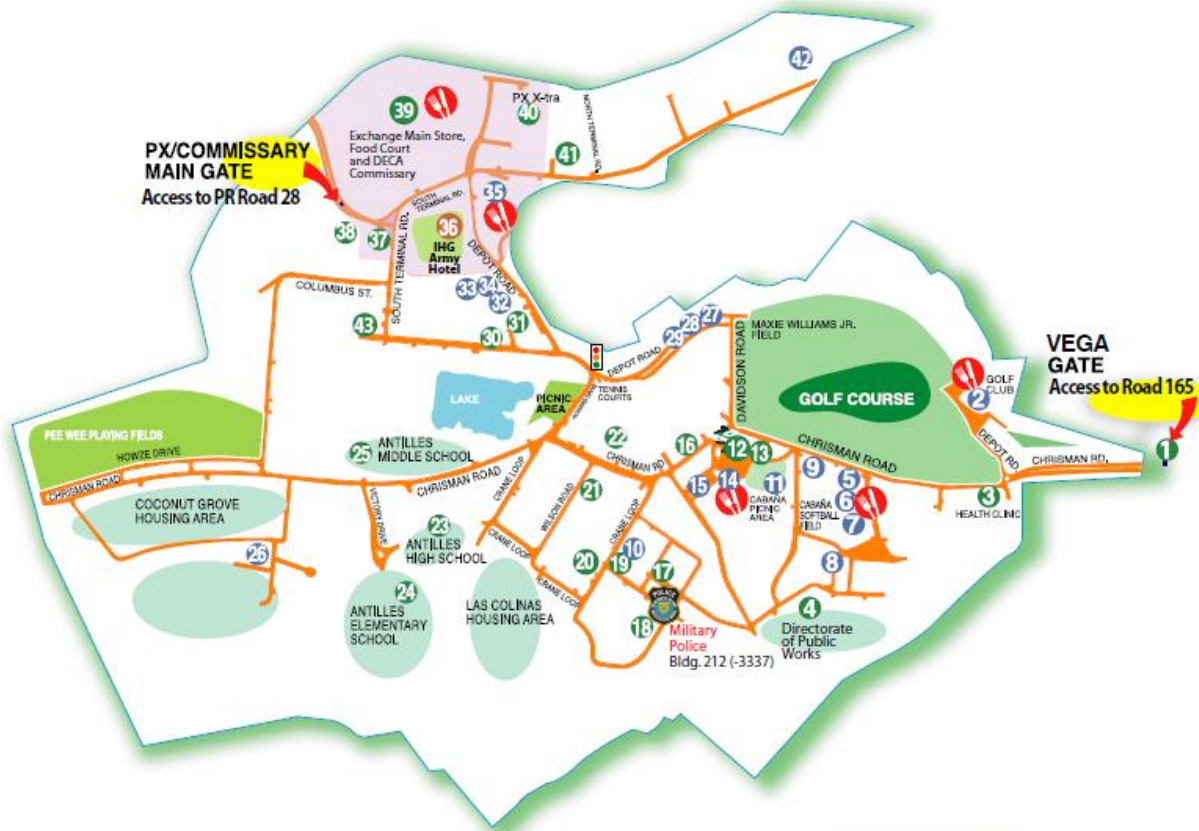 42
39
PX X-tra
40
NORTH TERMINAL RD.
Exchange Main Store,
Food Court
and DECA
Commissary
41
PX/COMMISSARY
MAIN GATE
Access to PR Road 28
35
SOUTH
TERMINAL RD.
38
37
SOUTH TERMINAL RD.
36
IHG
Army
Hotel
DEPOT ROAD
33
34
32
COLUMBUS ST.
43
30
31
29
28
27
DEPOT ROAD
DAVIDSON ROAD
MAXIE WILLIAMS JR.
FIELD
VEGA
GATE
Access to Road 165
GOLF
CLUB
2
GOLF COURSE
LAKE
PICNIC
AREA
TENNIS
COURTS
DEPOT RD.
1
PEE WEE PLAYING FIELDS
HOWZE DRIVE
CHRISMAN ROAD
25
ANTILLES
MIDDLE SCHOOL
CHRISMAN ROAD
22
CHRISMAN RD
16
12
13
CHRISMAN ROAD
CHRISMAN RD.
3
HEALTH CLINIC
COCONUT GROVE
HOUSING AREA
VICTORY DRIVE
CRANE LOOP
WILSON ROAD
21
CRANE LOOP
15
14
11
CABAÑA
PICNIC
AREA
9
5
6
7
CABAÑA
SOFTBALL
FIELD
23
ANTILLES
HIGH SCHOOL
CRANE LOOP
26
20
10
19
17
8
CRANE LOOP
24
ANTILLES
ELEMENTARY
SCHOOL
LAS COLINAS
HOUSING AREA
POLICE
18
Military
Police
Bldg. 212 (-3337)
4
Directorate
of Public
Works